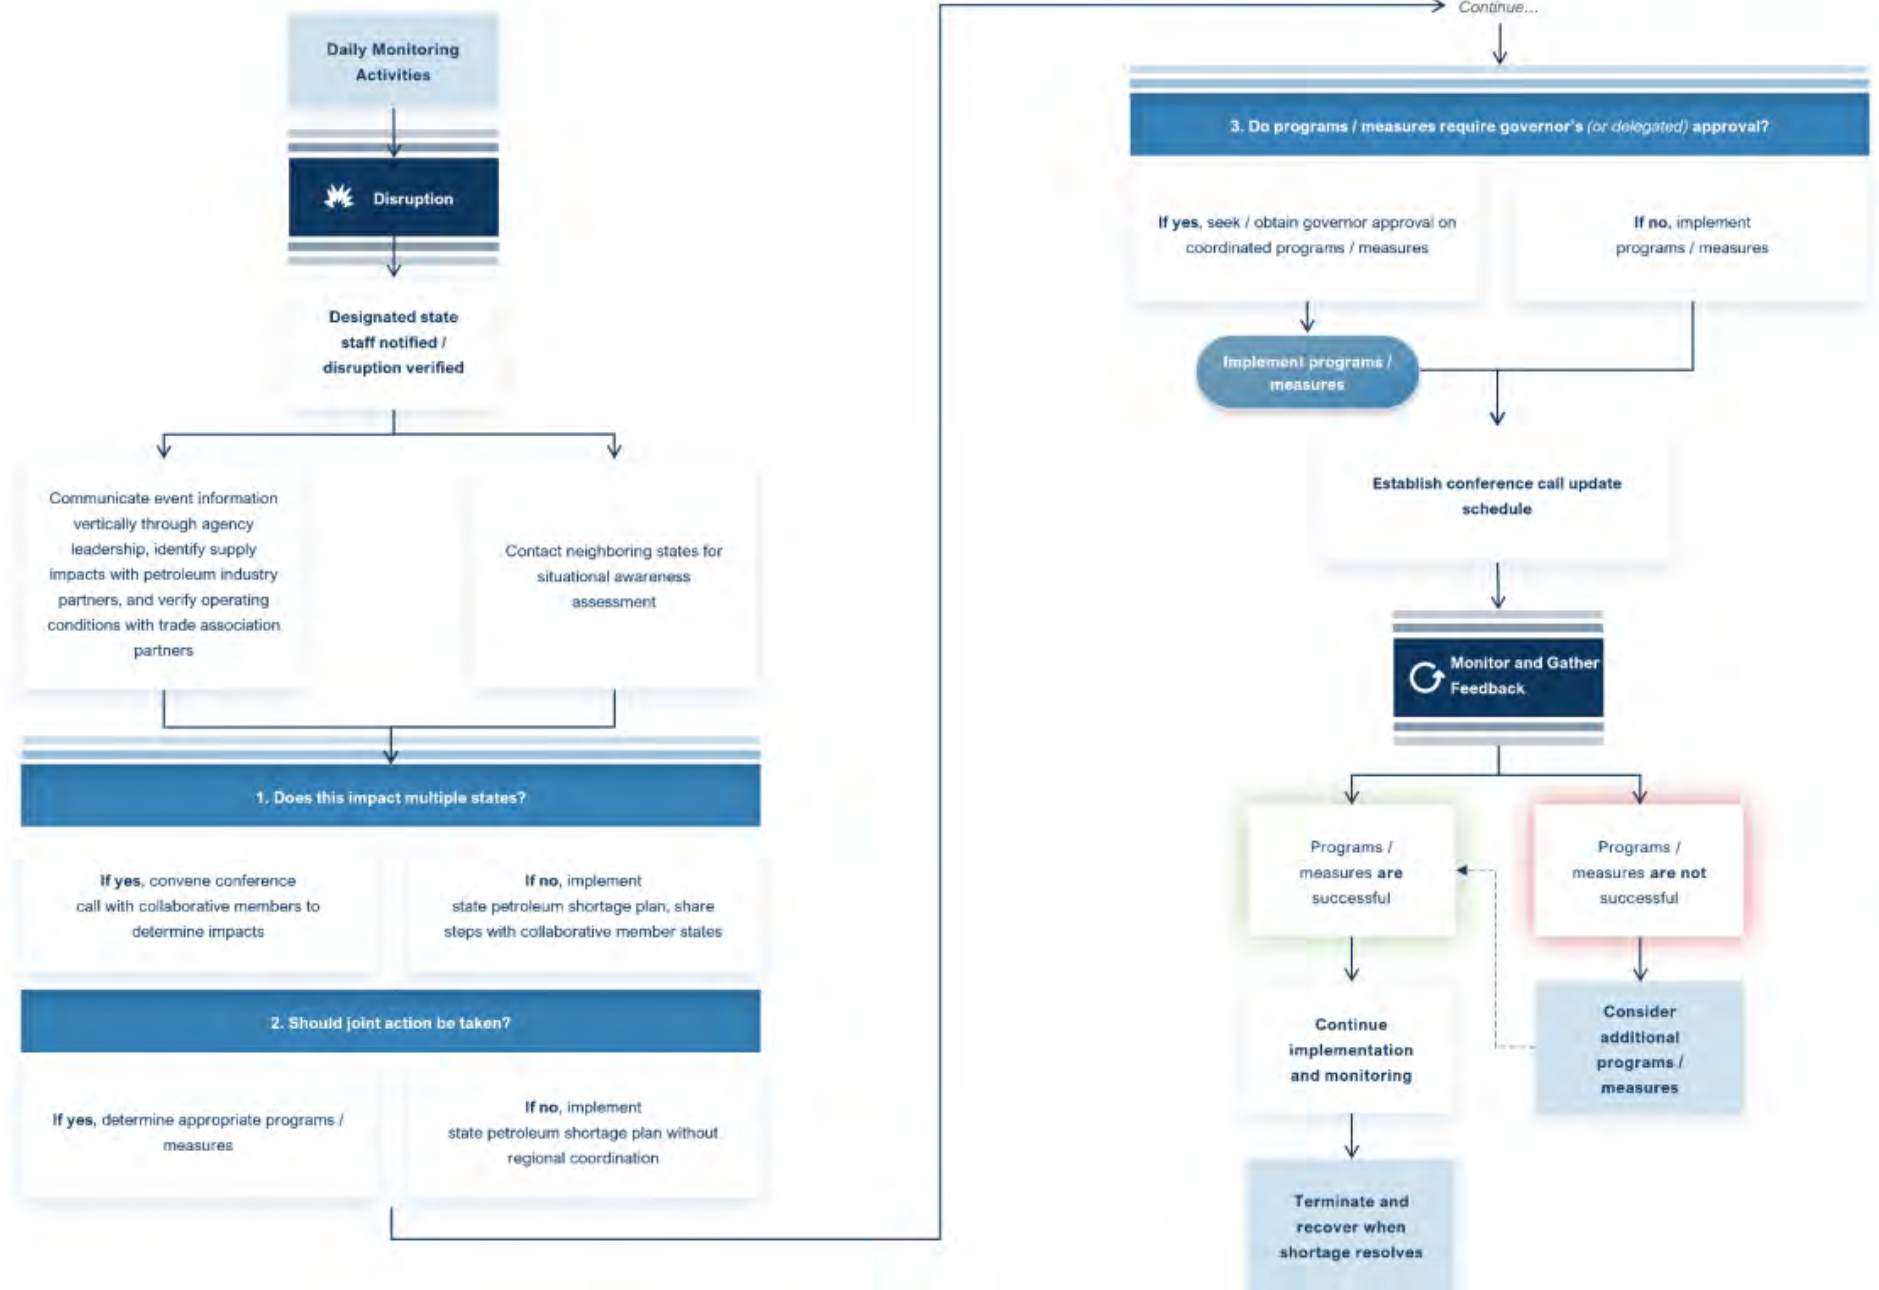 Daily Monitoring
Activities
Disruption
Designated state
staff notified /
disruption verified
Communicate event information
vertically through agency
leadership, identify supply
impacts with petroleum industry
partners, and verify operating
conditions with trade association
partners
Contact neighboring states for
situational awareness
assessment
1. Does this impact multiple states?
If yes, convene conference
call with collaborative members to
determine impacts
If no, implement
state petroleum shortage plan, share
steps with collaborative member states
2. Should joint action be taken?
If yes, determine appropriate programs /
measures
If no, implement
state petroleum shortage plan without
regional coordination
Continue...
3. Do programs / measures require governor's (or delegated) approval?
If yes, seek / obtain governor approval on
coordinated programs / measures
If no, implement
programs / measures
Implement programs /
measures
Establish conference call update
schedule
Monitor and Gather
Feedback
Programs /
measures are
successful
Programs /
measures are not
successful
Continue
implementation
and monitoring
Consider
additional
programs /
measures
Terminate and
recover when
shortage resolves